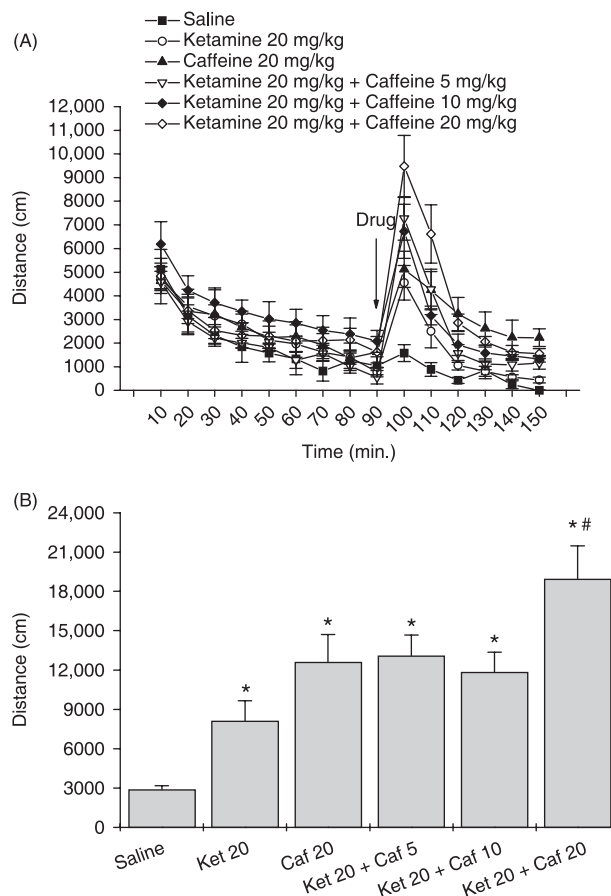 (A)
Saline
Ketamine 20 mg/kg
Caffeine 20 mg/kg
Ketamine 20 mg/kg + Caffeine 5 mg/kg
Ketamine 20 mg/kg + Caffeine 10 mg/kg
Ketamine 20 mg/kg + Caffeine 20 mg/kg
12,000
11,000
10,000
9000
8000
7000
6000
5000
4000
3000
2000
1000
0
Distance (cm)
Drug
10 20 30 40 50 60 70 80 90 100 110 120 130 140 150
Time (min.)
(B)
24,000
21,000
18,000
15,000
12,000
9000
6000
3000
0
Distance (cm)
* * * * * #
Saline Ket 20 Caf 20 Ket 20 + Caf 5 Ket 20 + Caf 10 Ket 20 + Caf 20